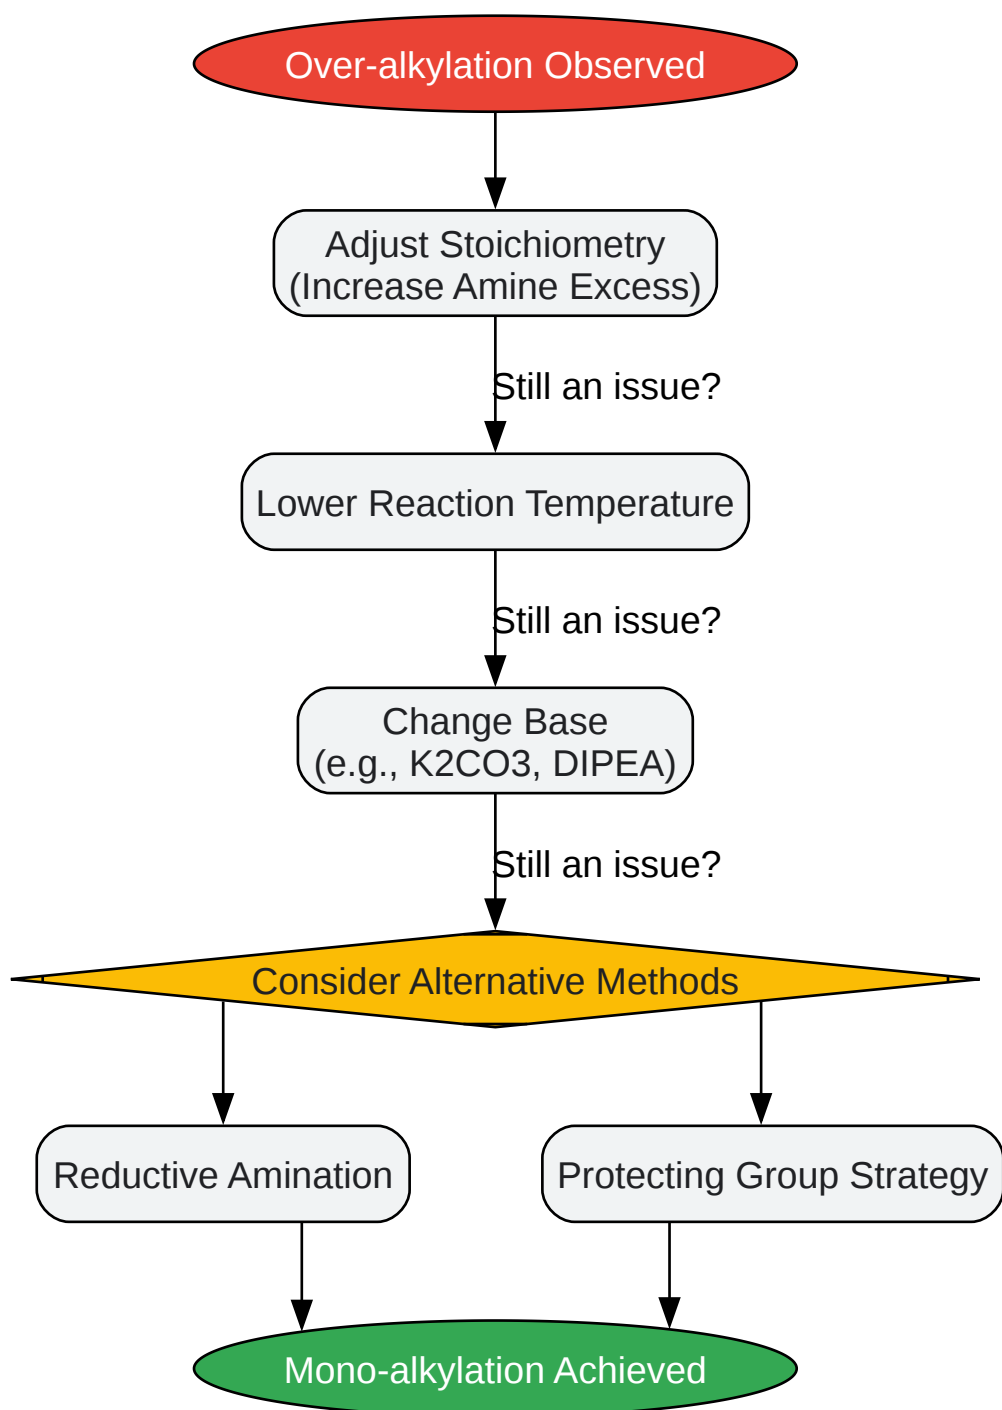 Over-alkylation Observed
Adjust Stoichiometry
(Increase Amine Excess)
Still an issue?
Lower Reaction Temperature
Still an issue?
Change Base
(e.g., K2CO3, DIPEA)
Still an issue?
Consider Alternative Methods
Reductive Amination
Protecting Group Strategy
Mono-alkylation Achieved